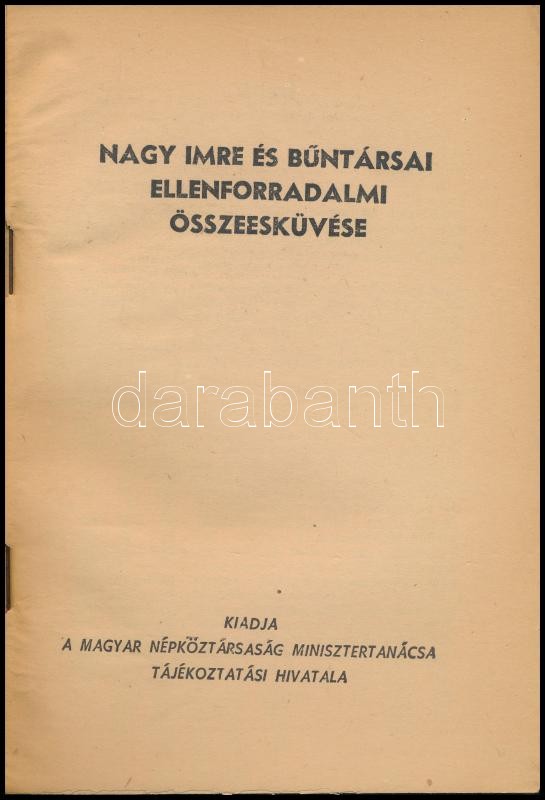 NAGY IMRE ÉS BŰNTÁRSAI
ELLENFORRADALMI
ÖSSZEESKÜVÉSE
darabanth
KIADJA
A MAGYAR NÉPKÖZTÁRSASÁG MINISZTERTANÁCSA
TÁJÉKOZTATÁSI HIVATALA